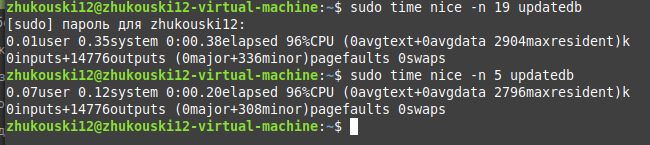 zhukouski12@zhukouski12-virtual-machine:~$ sudo time nice -n 19 updatedb
[sudo] пароль для zhukouski12:
0.01user 0.35system 0:00.38elapsed 96%CPU (0avgtext+0avgdata 2904maxresident)k
0inputs+14776outputs (0major+336minor)pagefaults 0swaps
zhukouski12@zhukouski12-virtual-machine:~$ sudo time nice -n 5 updatedb
0.07user 0.12system 0:00.20elapsed 96%CPU (0avgtext+0avgdata 2796maxresident)k
0inputs+14776outputs (0major+308minor)pagefaults 0swaps
zhukouski12@zhukouski12-virtual-machine:~$